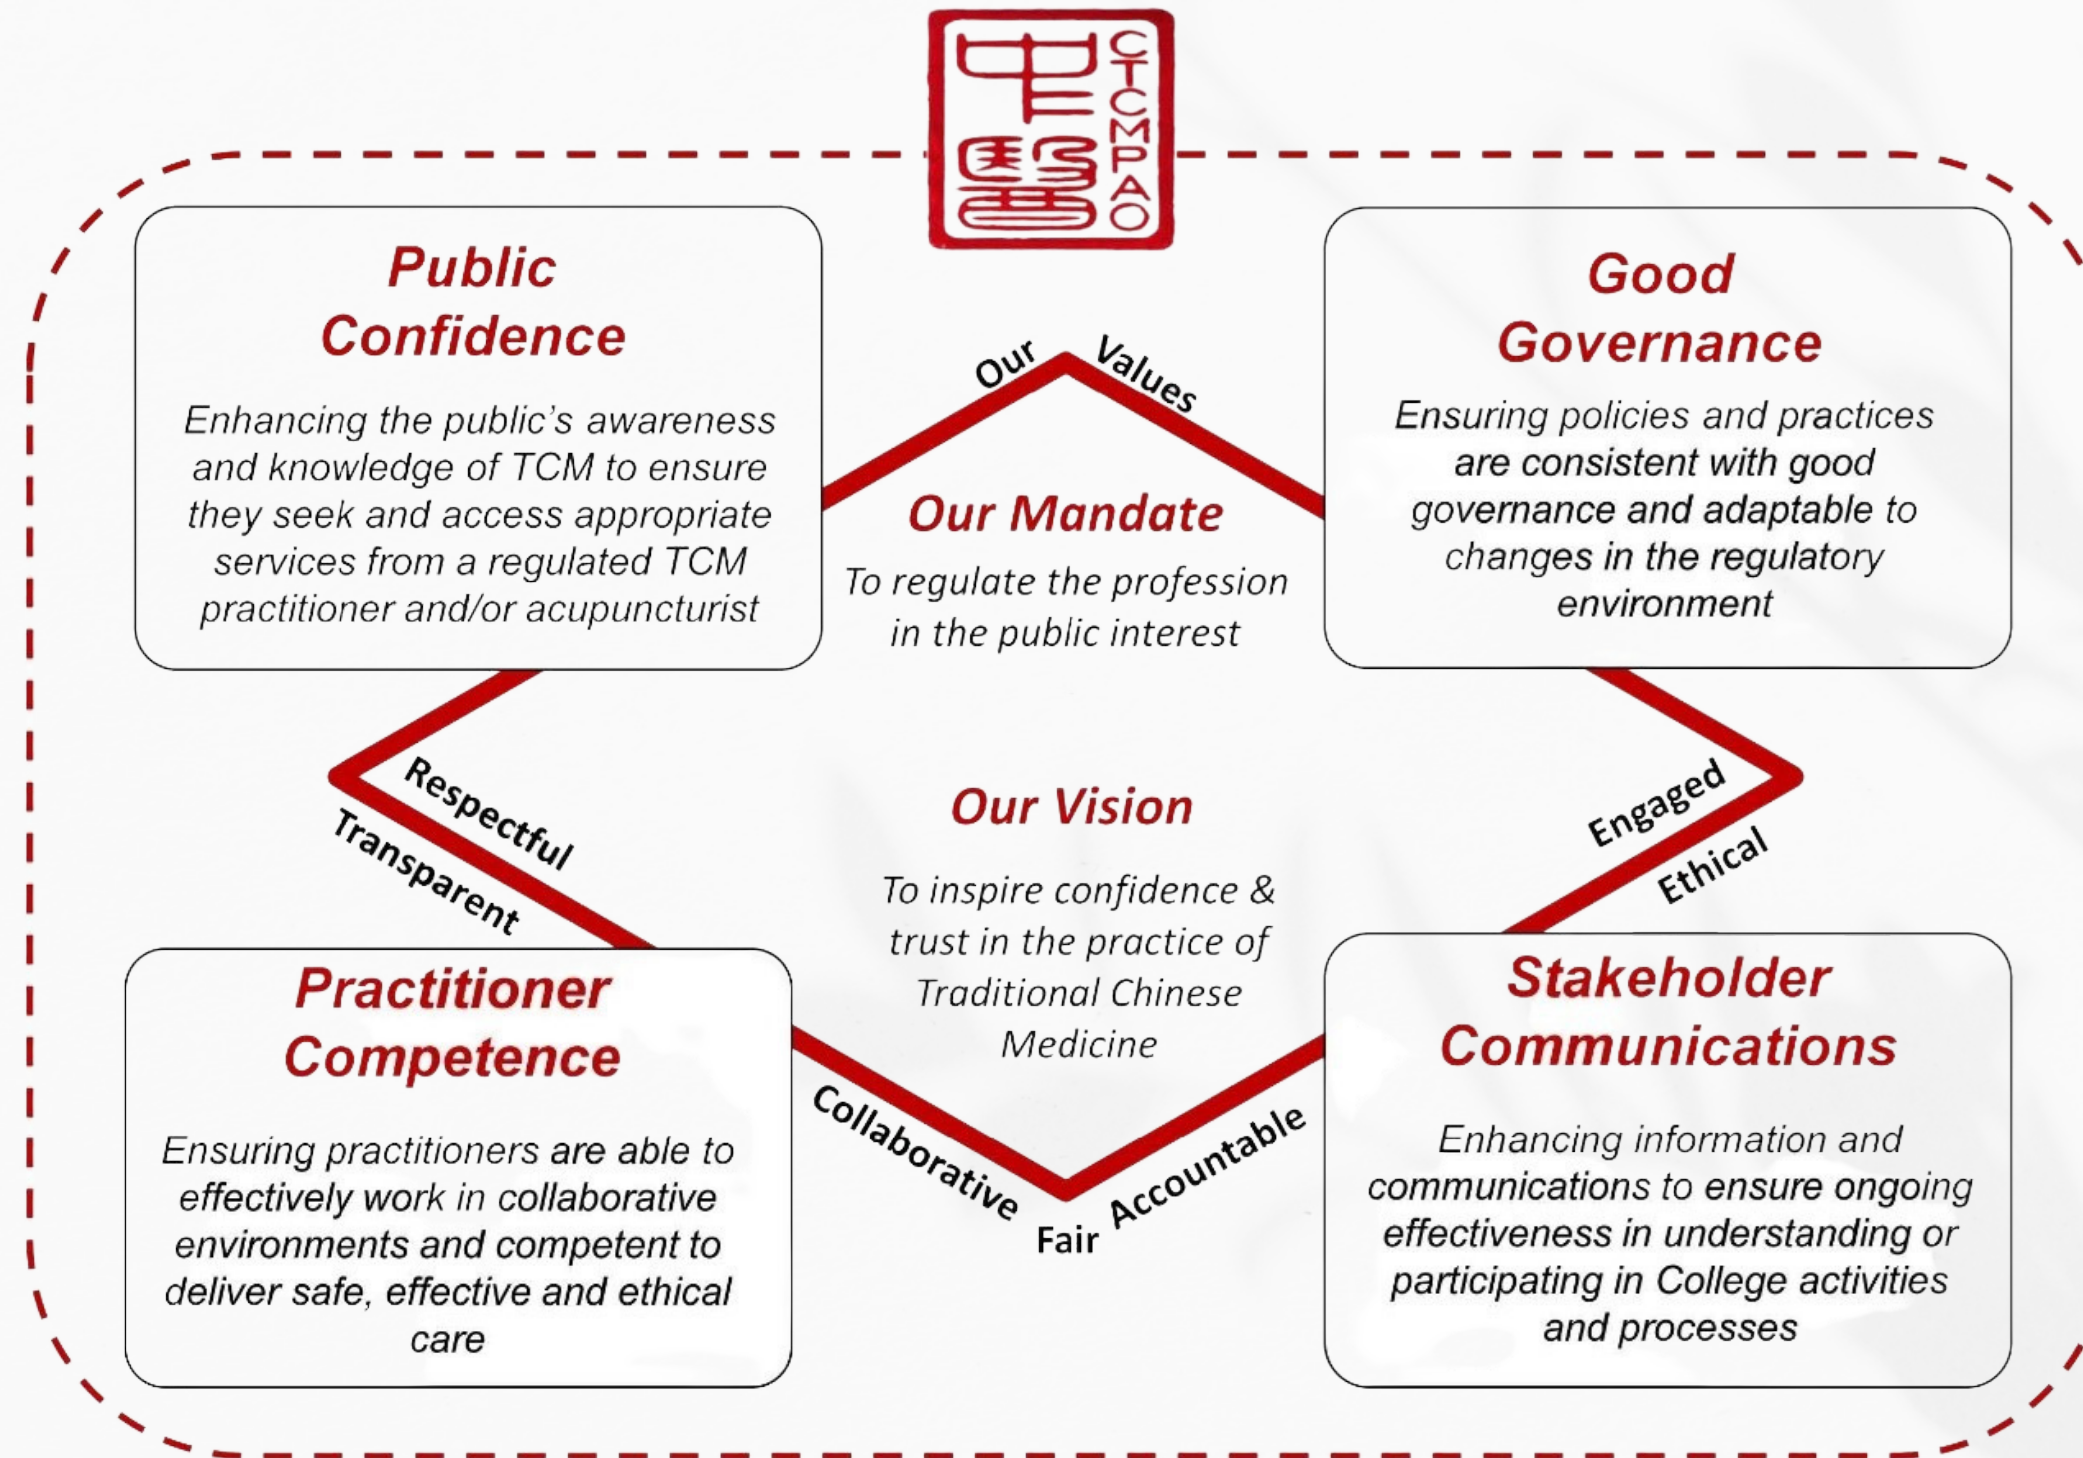 中医
CTCMPAO
Public
Confidence
Enhancing the public’s awareness
and knowledge of TCM to ensure
they seek and access appropriate
services from a regulated TCM
practitioner and/or acupuncturist
Good
Governance
Ensuring policies and practices
are consistent with good
governance and adaptable to
changes in the regulatory
environment
Our Values
Our Mandate
To regulate the profession
in the public interest
Our Vision
To inspire confidence &
trust in the practice of
Traditional Chinese
Medicine
Respectful
Transparent
Engaged
Ethical
Practitioner
Competence
Ensuring practitioners are able to
effectively work in collaborative
environments and competent to
deliver safe, effective and ethical
care
Collaborative
Fair
Accountable
Stakeholder
Communications
Enhancing information and
communications to ensure ongoing
effectiveness in understanding or
participating in College activities
and processes